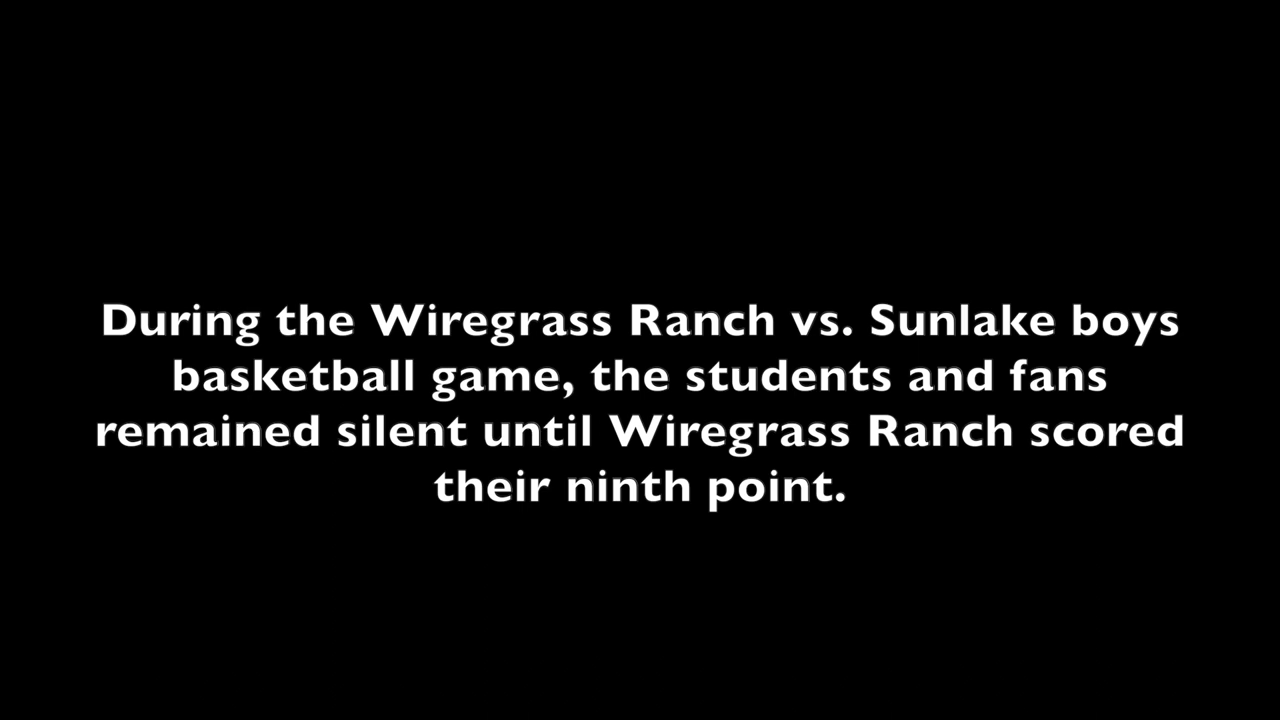 During the Wiregrass Ranch vs. Sunlake boys
basketball game, the students and fans
remained silent until Wiregrass Ranch scored
their ninth point.